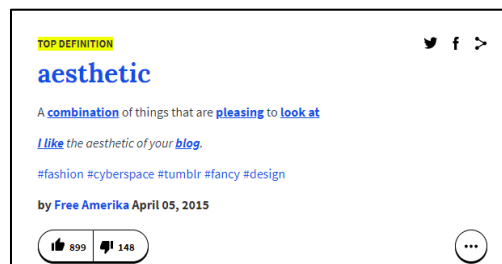 TOP DEFINITION
aesthetic
A combination of things that are pleasing to look at
I like the aesthetic of your blog.
#fashion #cyberspace #tumblr #fancy #design
by Free Amerika April 05, 2015
899 148